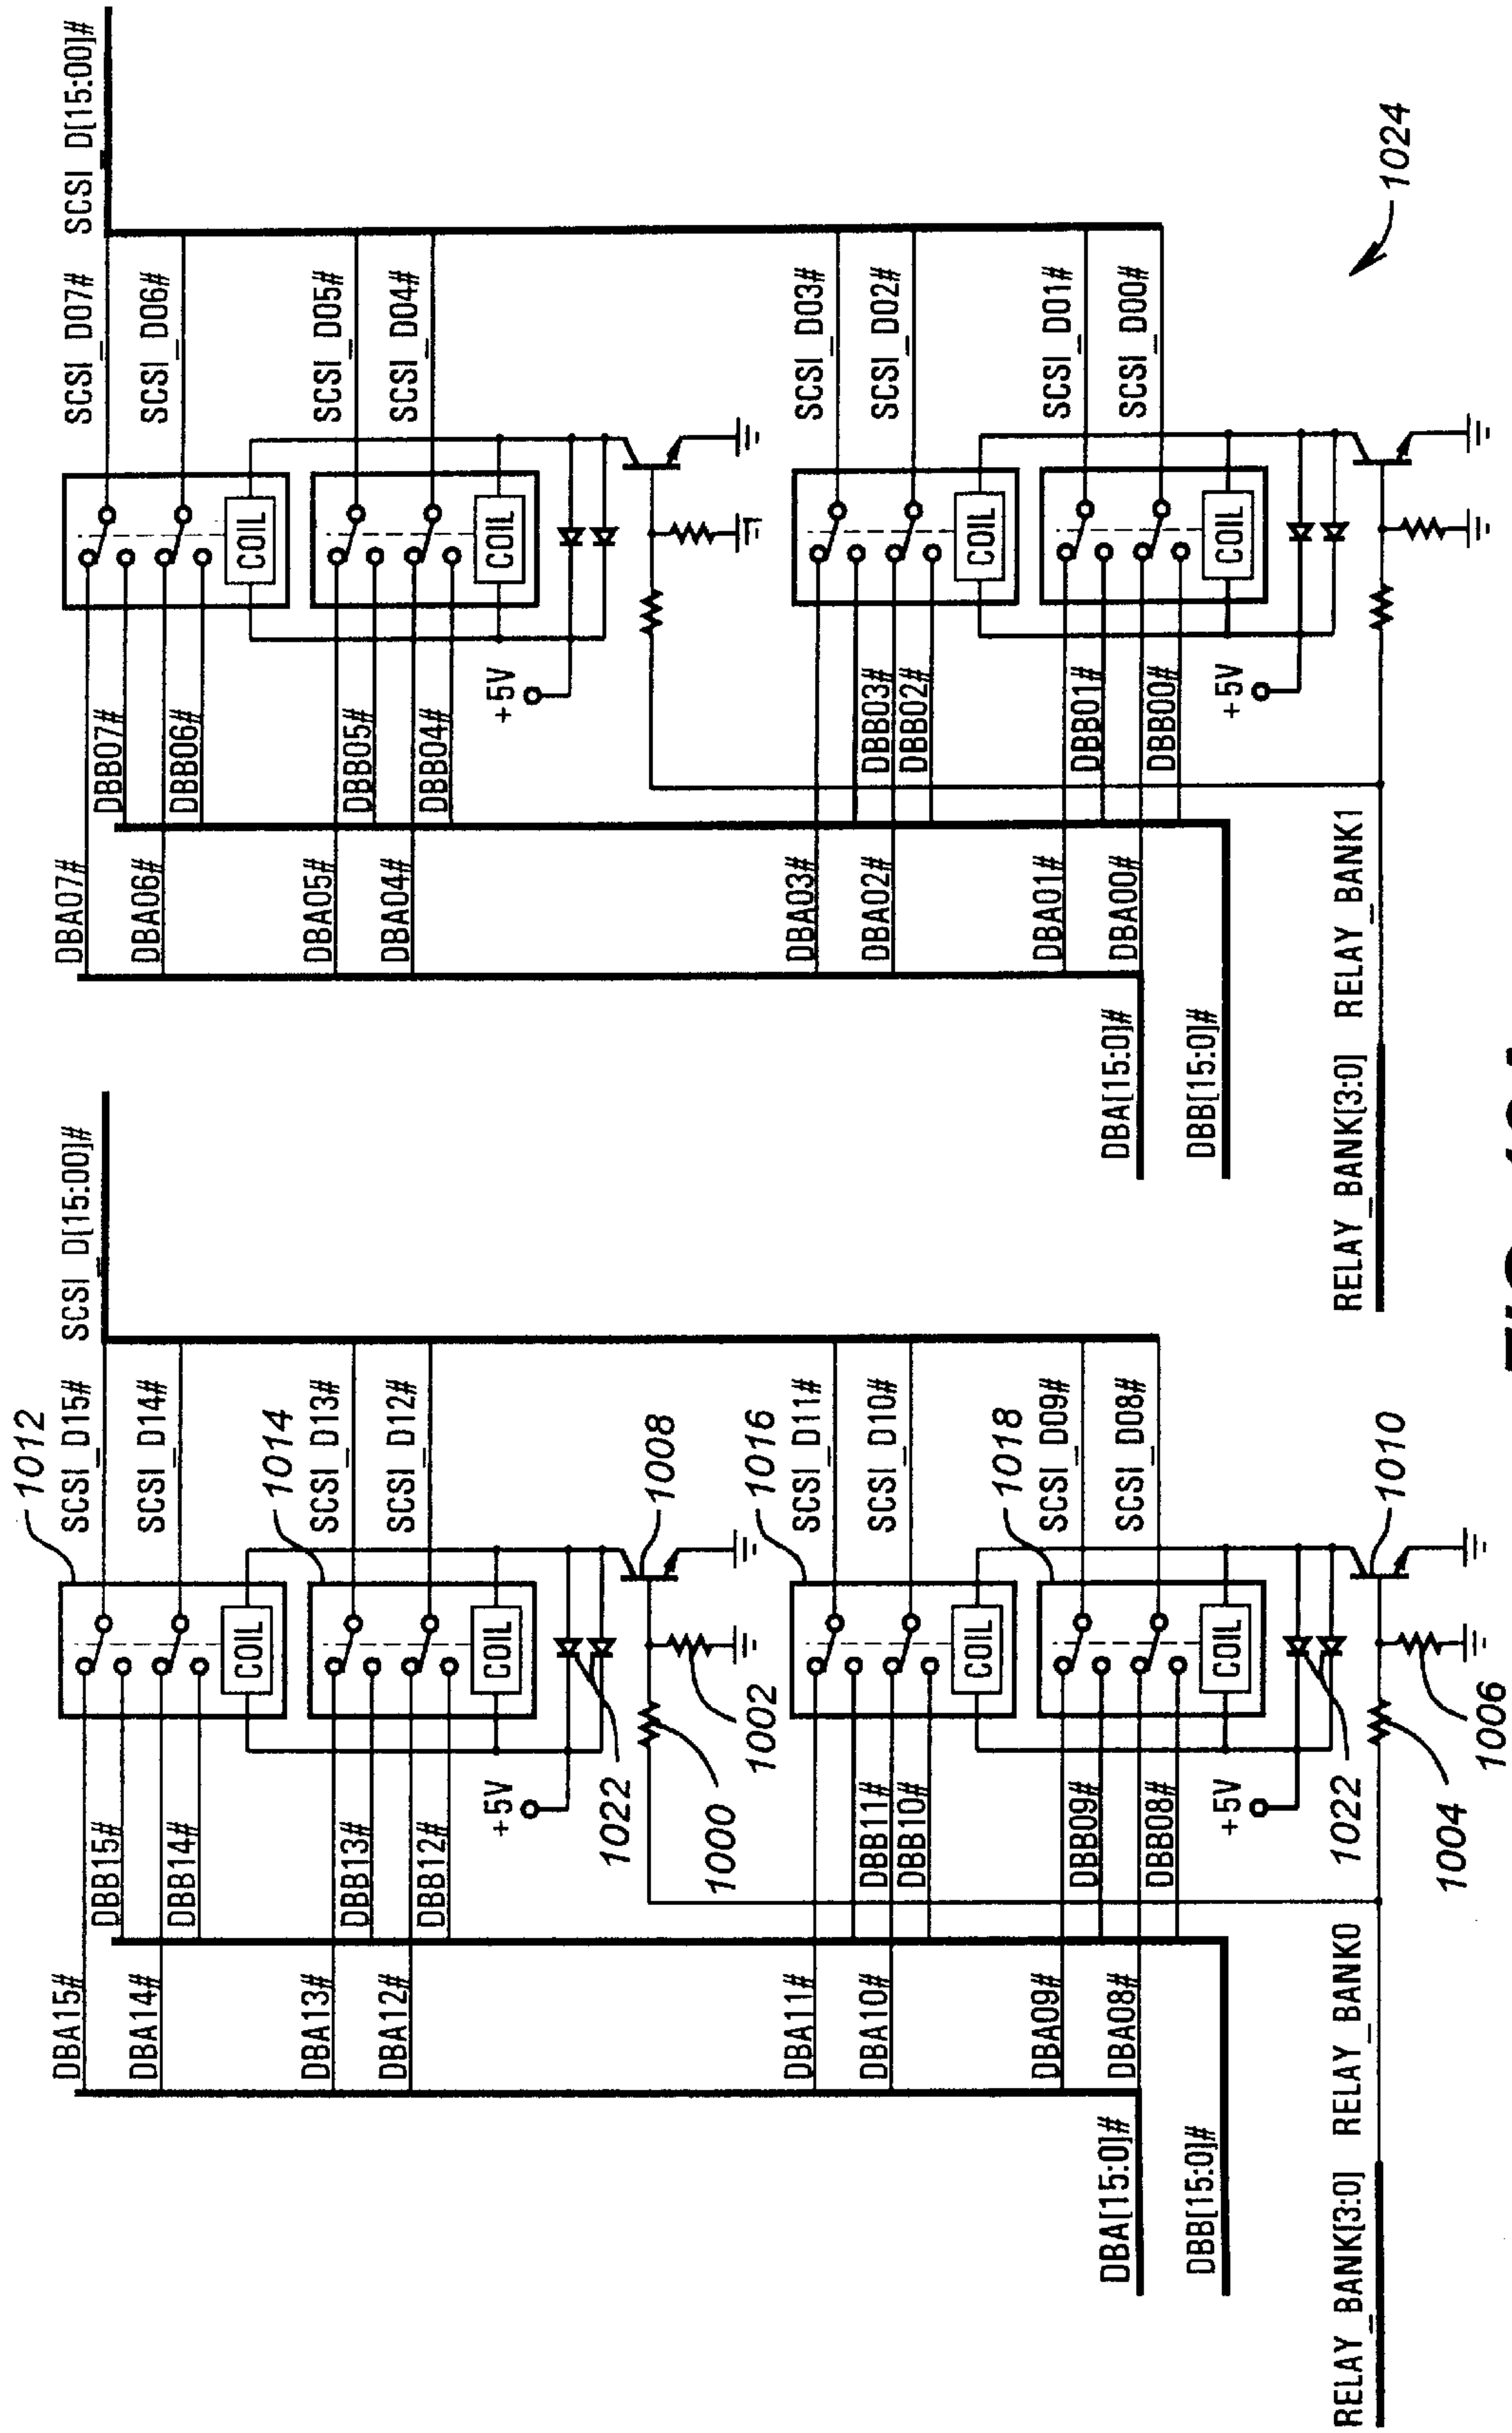 1012
SCSI_D15# SCSI_D[15:00]#
DBA15#
DBB15#
SCSI_D14#
DBA14#
DBB14#
COIL
1014
SCSI_D13#
DBA13#
DBB13#
SCSI_D12#
DBA12#
DBB12#
COIL
+5V
1022
1008
1002
1000
1016
SCSI_D11#
DBA11#
DBB11#
SCSI_D10#
DBA10#
DBB10#
COIL
1018
SCSI_D09#
DBA09#
DBB09#
SCSI_D08#
DBA08#
DBB08#
COIL
DBA[15:0]#
DBB[15:0]#
+5V
1022
1010
1006
1004
RELAY_BANK[3:0] RELAY_BANK0
SCSI_D07# SCSI_D[15:00]#
DBA07#
DBB07#
SCSI_D06#
DBA06#
DBB06#
COIL
SCSI_D05#
DBA05#
DBB05#
SCSI_D04#
DBA04#
DBB04#
COIL
+5V
SCSI_D03#
DBA03#
DBB03#
SCSI_D02#
DBA02#
DBB02#
COIL
SCSI_D01#
DBA01#
DBB01#
SCSI_D00#
DBA00#
DBB00#
COIL
DBA[15:0]#
DBB[15:0]#
+5V
RELAY_BANK[3:0] RELAY_BANK1
1024